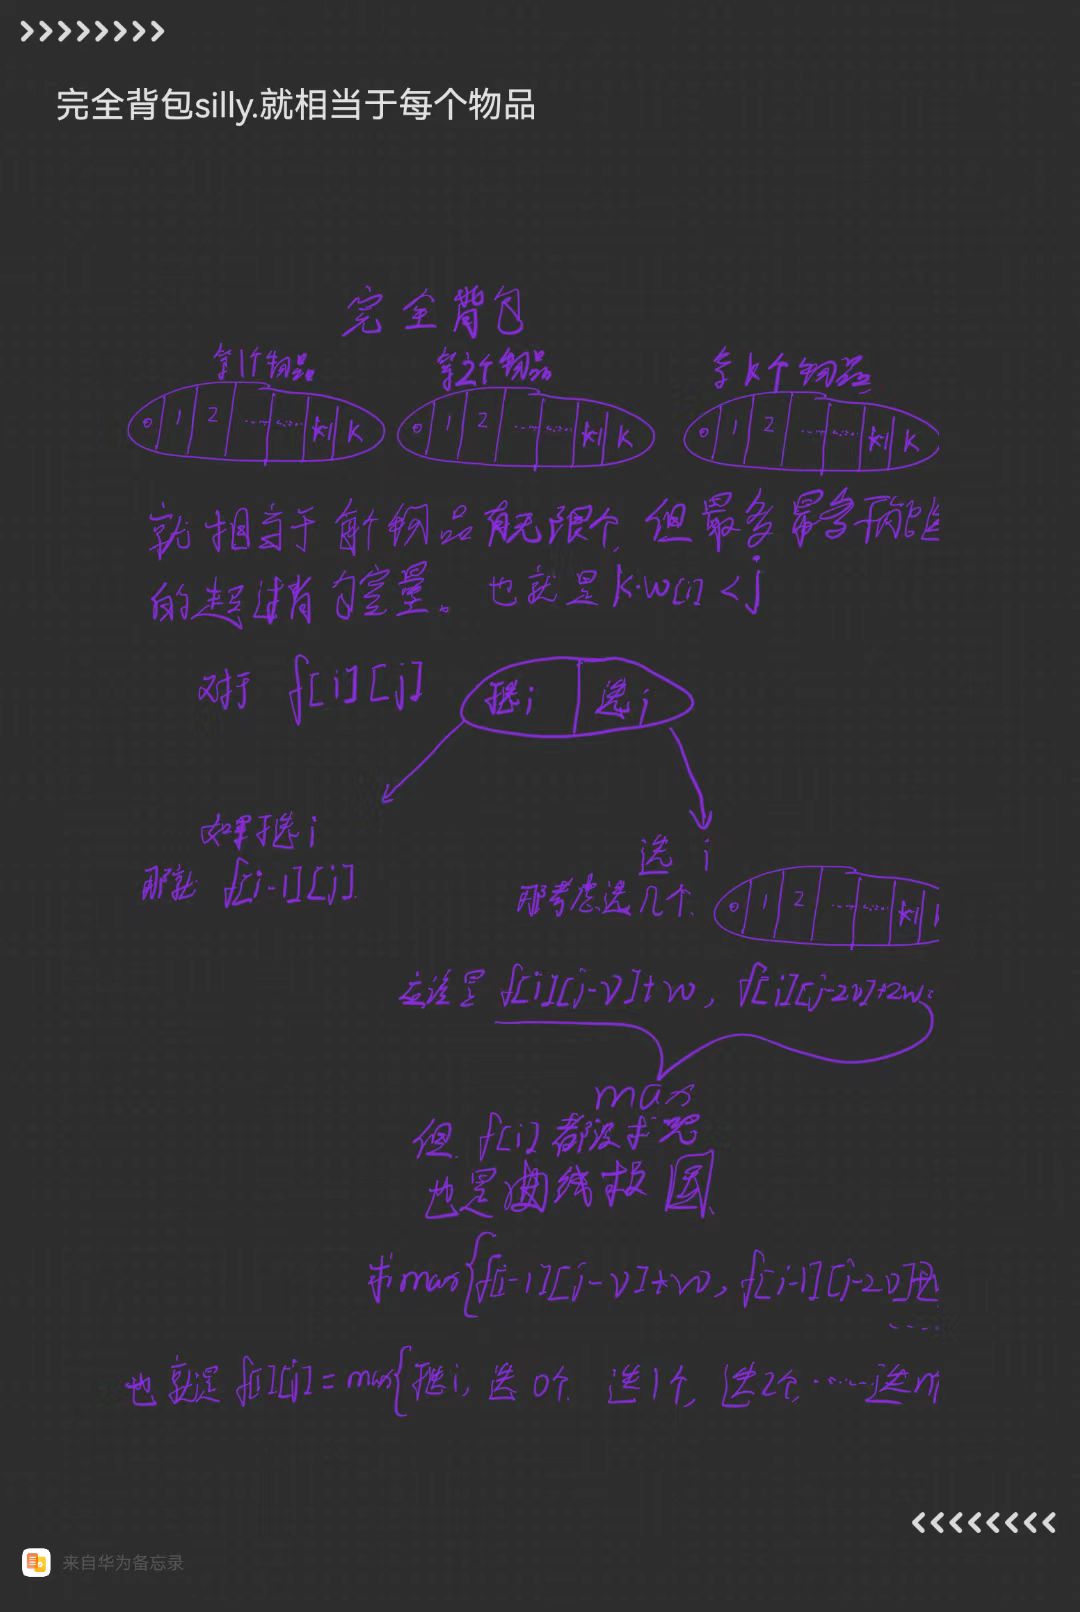 >>>>>>>>
完全背包silly.就相当于每个物品
完全背包
第1个物品 第2个物品 第k个物品
0 1 2 ...... k-1 k 0 1 2 ...... k-1 k 0 1 2 ...... k-1 k
就相当于每个物品有无限个,但最多最多不能
的超过背包容量。也就是k·w[i]<j
对于 f[i][j] 不选i 选i
如果不选i
选 i
那就 f[i-1][j].
那考虑选几个. 0 1 2 ...... k-1
应该是 f[i][j-v]+w, f[i][j-2v]+2w
max
但 f[i]都没求呢
也是曲线救国
求max{f[i-1][j-v]+w, f[i-1][j-2v]
也就是 f[i][j]=max{不选i, 选0个 选1个, 选2个, ......选
<<<<<<<<
来自华为备忘录